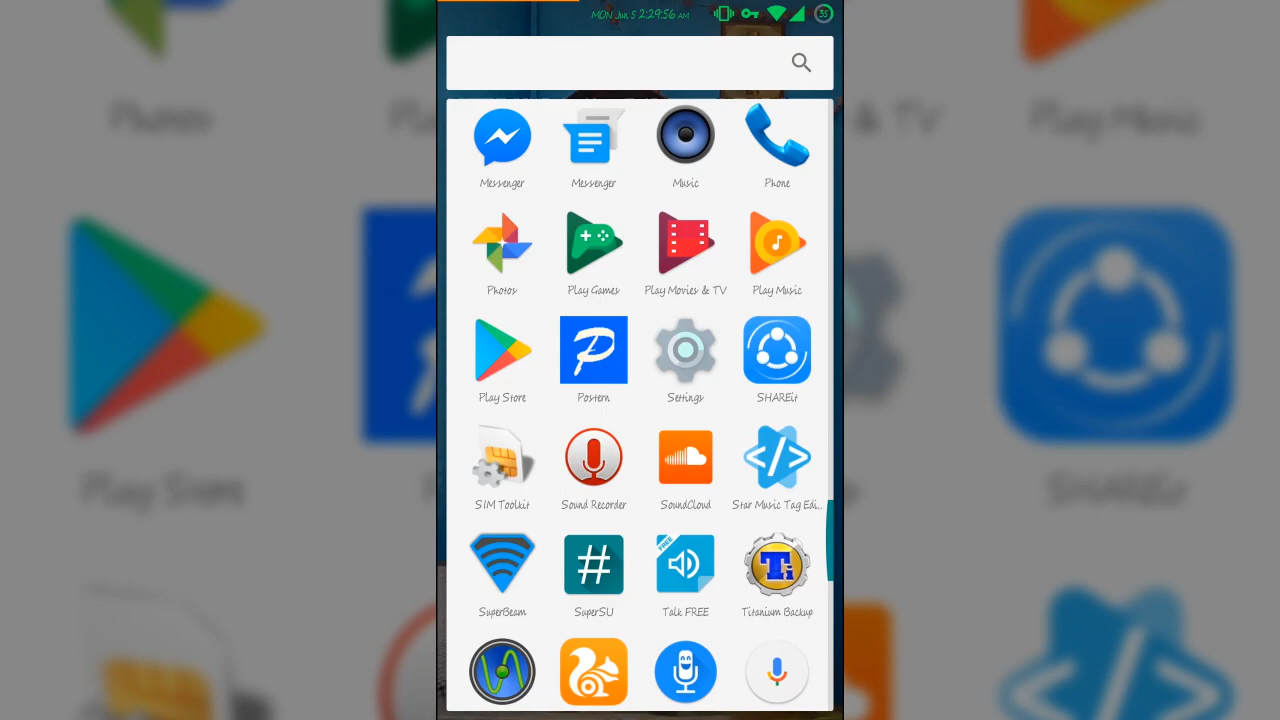 MON Jun 5 2:29:56 AM 35
Messenger Messenger Music Phone
Photos Play Games Play Movies & TV Play Music
Play Store Postern Settings SHAREit
SIM Toolkit Sound Recorder SoundCloud Star Music Tag Edi..
FREE
SuperBeam SuperSU Talk FREE Titanium Backup